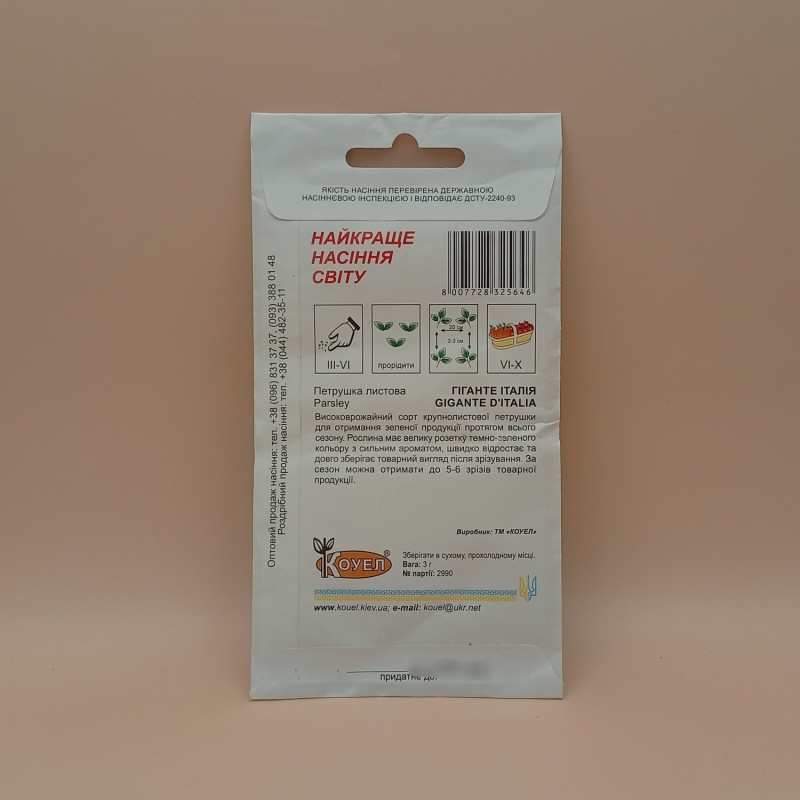 ЯКІСТЬ НАСІННЯ ПЕРЕВІРЕНА ДЕРЖАВНОЮ
НАСІННЄВОЮ ІНСПЕКЦІЄЮ І ВІДПОВІДАЄ ДСТУ-2240-93
НАЙКРАЩЕ
НАСІННЯ
СВІТУ
8 007728 325646
III-VI
прорідити
20 см
2-3 см
VI-X
Петрушка листова ГІГАНТЕ ІТАЛІЯ
Parsley GIGANTE D'ITALIA
Високоврожайний сорт крупнолистової петрушки
для отримання зеленої продукції протягом всього
сезону. Рослина має велику розетку темно-зеленого
кольору з сильним ароматом, швидко відростає та
довго зберігає товарний вигляд після зрізування. За
сезон можна отримати до 5-6 зрізів товарної
продукції.
Виробник: ТМ «КОУЕЛ»
КОУЕЛ®
Зберігати в сухому, прохолодному місці.
Вага: 3 г
№ партії: 2990
www.kouel.kiev.ua; e-mail: kouel@ukr.net
придатне до:
Оптовий продаж насіння: тел. +38 (096) 831 37 37, (093) 388 01 48
Роздрібний продаж насіння: тел. +38 (044) 482-35-11